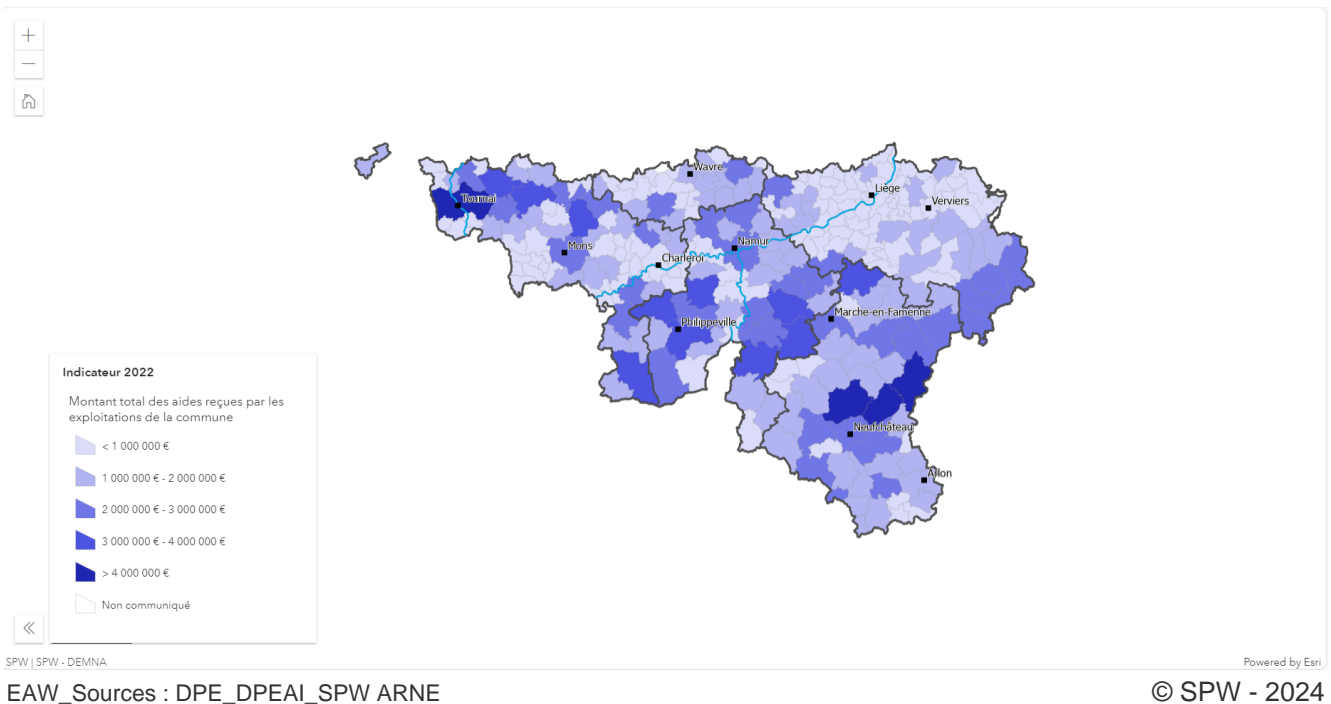 +
−
Wavre
Liège
Tournai
Verviers
Mons
Namur
Charleroi
Marche-en-Famenne
Philippeville
Neufchâteau
Arlon
Indicateur 2022
Montant total des aides reçues par les
exploitations de la commune
< 1 000 000 €
1 000 000 € - 2 000 000 €
2 000 000 € - 3 000 000 €
3 000 000 € - 4 000 000 €
> 4 000 000 €
Non communiqué
SPW | SPW - DEMNA
Powered by Esri
EAW_Sources : DPE_DPEAI_SPW ARNE
© SPW - 2024